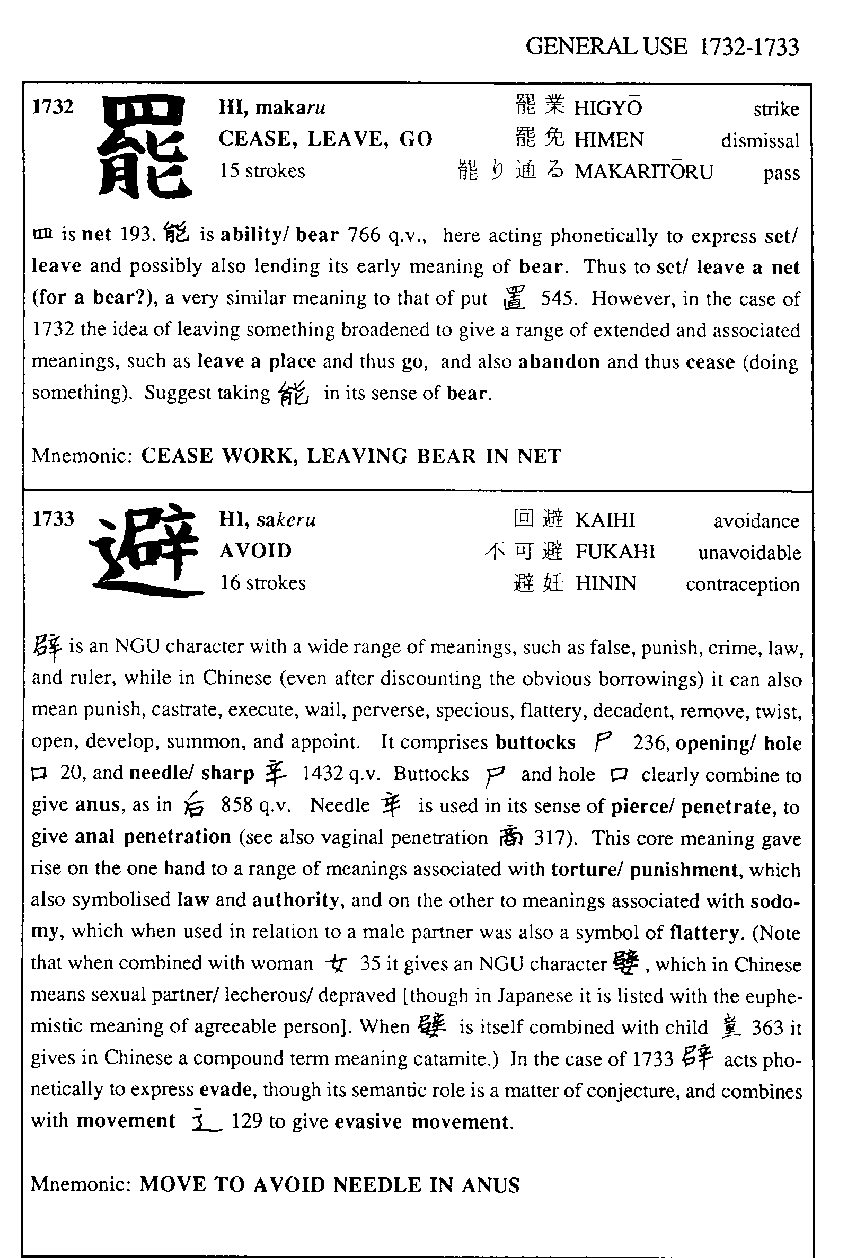 GENERAL USE 1732-1733
1732 罷 HI, makaru 罷業 HIGYŌ strike
CEASE, LEAVE, GO 罷免 HIMEN dismissal
15 strokes 罷り通る MAKARITŌRU pass
罒 is net 193. 能 is ability/ bear 766 q.v., here acting phonetically to express set/
leave and possibly also lending its early meaning of bear. Thus to set/ leave a net
(for a bear?), a very similar meaning to that of put 置 545. However, in the case of
1732 the idea of leaving something broadened to give a range of extended and associated
meanings, such as leave a place and thus go, and also abandon and thus cease (doing
something). Suggest taking 能 in its sense of bear.
Mnemonic: CEASE WORK, LEAVING BEAR IN NET
1733 避 HI, sakeru 回避 KAIHI avoidance
AVOID 不可避 FUKAHI unavoidable
16 strokes 避妊 HININ contraception
辟 is an NGU character with a wide range of meanings, such as false, punish, crime, law,
and ruler, while in Chinese (even after discounting the obvious borrowings) it can also
mean punish, castrate, execute, wail, perverse, specious, flattery, decadent, remove, twist,
open, develop, summon, and appoint. It comprises buttocks 尸 236, opening/ hole
口 20, and needle/ sharp 辛 1432 q.v. Buttocks 尸 and hole 口 clearly combine to
give anus, as in 后 858 q.v. Needle 辛 is used in its sense of pierce/ penetrate, to
give anal penetration (see also vaginal penetration 商 317). This core meaning gave
rise on the one hand to a range of meanings associated with torture/ punishment, which
also symbolised law and authority, and on the other to meanings associated with sodo-
my, which when used in relation to a male partner was also a symbol of flattery. (Note
that when combined with woman 女 35 it gives an NGU character 嬖, which in Chinese
means sexual partner/ lecherous/ depraved [though in Japanese it is listed with the euphe-
mistic meaning of agreeable person]. When 嬖 is itself combined with child 童 363 it
gives in Chinese a compound term meaning catamite.) In the case of 1733 辟 acts pho-
netically to express evade, though its semantic role is a matter of conjecture, and combines
with movement 辶 129 to give evasive movement.
Mnemonic: MOVE TO AVOID NEEDLE IN ANUS